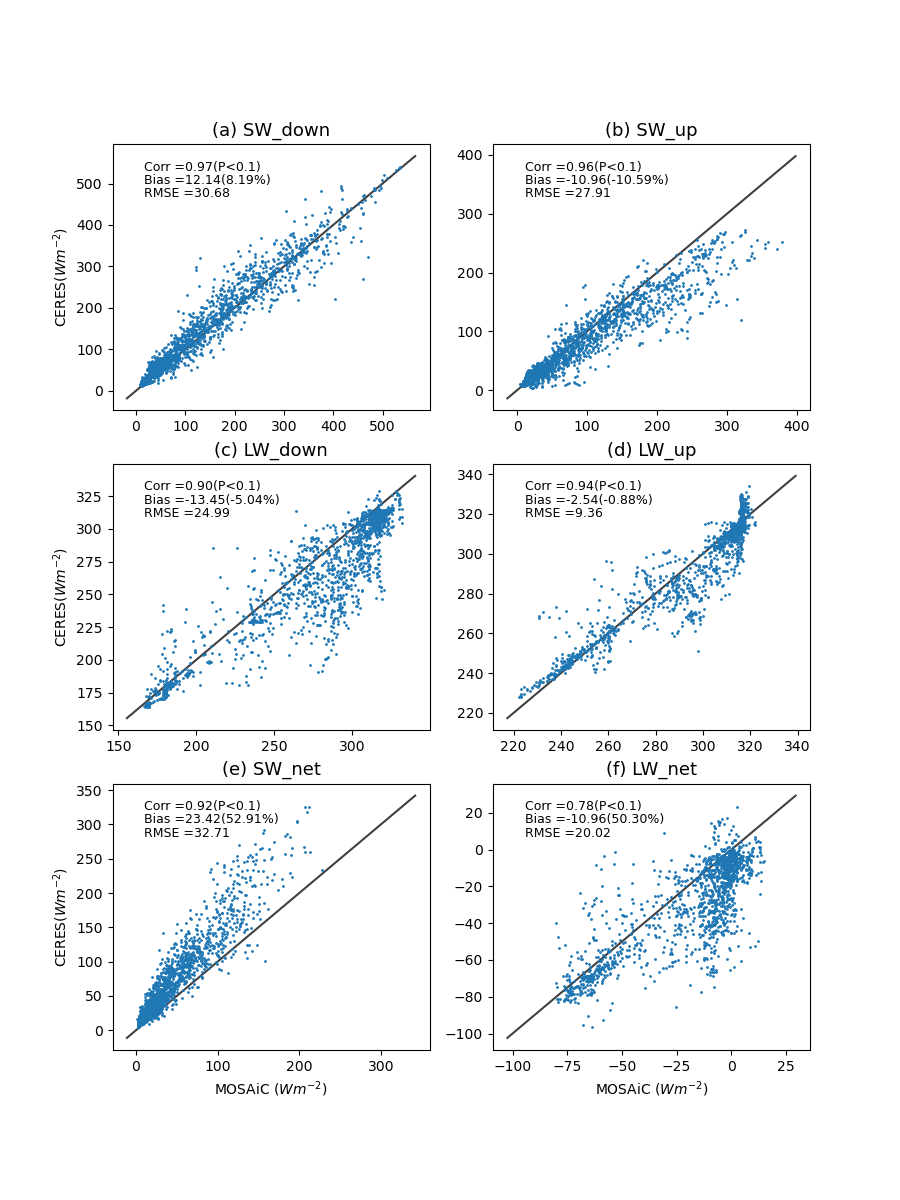 (a) SW_down
Corr =0.97(P<0.1)
Bias =12.14(8.19%)
RMSE =30.68
CERES(Wm⁻²)
500
400
300
200
100
0
0 100 200 300 400 500
(b) SW_up
Corr =0.96(P<0.1)
Bias =-10.96(-10.59%)
RMSE =27.91
400
300
200
100
0
0 100 200 300 400
(c) LW_down
Corr =0.90(P<0.1)
Bias =-13.45(-5.04%)
RMSE =24.99
CERES(Wm⁻²)
325
300
275
250
225
200
175
150
150 200 250 300
(d) LW_up
Corr =0.94(P<0.1)
Bias =-2.54(-0.88%)
RMSE =9.36
340
320
300
280
260
240
220
220 240 260 280 300 320 340
(e) SW_net
Corr =0.92(P<0.1)
Bias =23.42(52.91%)
RMSE =32.71
CERES(Wm⁻²)
350
300
250
200
150
100
50
0
0 100 200 300
MOSAiC (Wm⁻²)
(f) LW_net
Corr =0.78(P<0.1)
Bias =-10.96(50.30%)
RMSE =20.02
20
0
−20
−40
−60
−80
−100
−100 −75 −50 −25 0 25
MOSAiC (Wm⁻²)